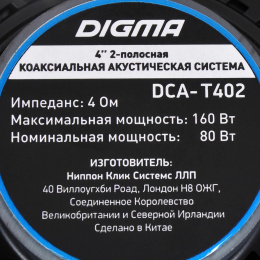 DIGMA
4" 2-полосная
КОАКСИАЛЬНАЯ АКУСТИЧЕСКАЯ СИСТЕМА
DCA-T402
Импеданс: 4 Ом
Максимальная мощность: 160 Вт
Номинальная мощность: 80 Вт
ИЗГОТОВИТЕЛЬ:
Ниппон Клик Системс ЛЛП
40 Виллоугхби Роад, Лондон Н8 ОЖГ,
Соединенное Королевство
Великобритании и Северной Ирландии
Сделано в Китае